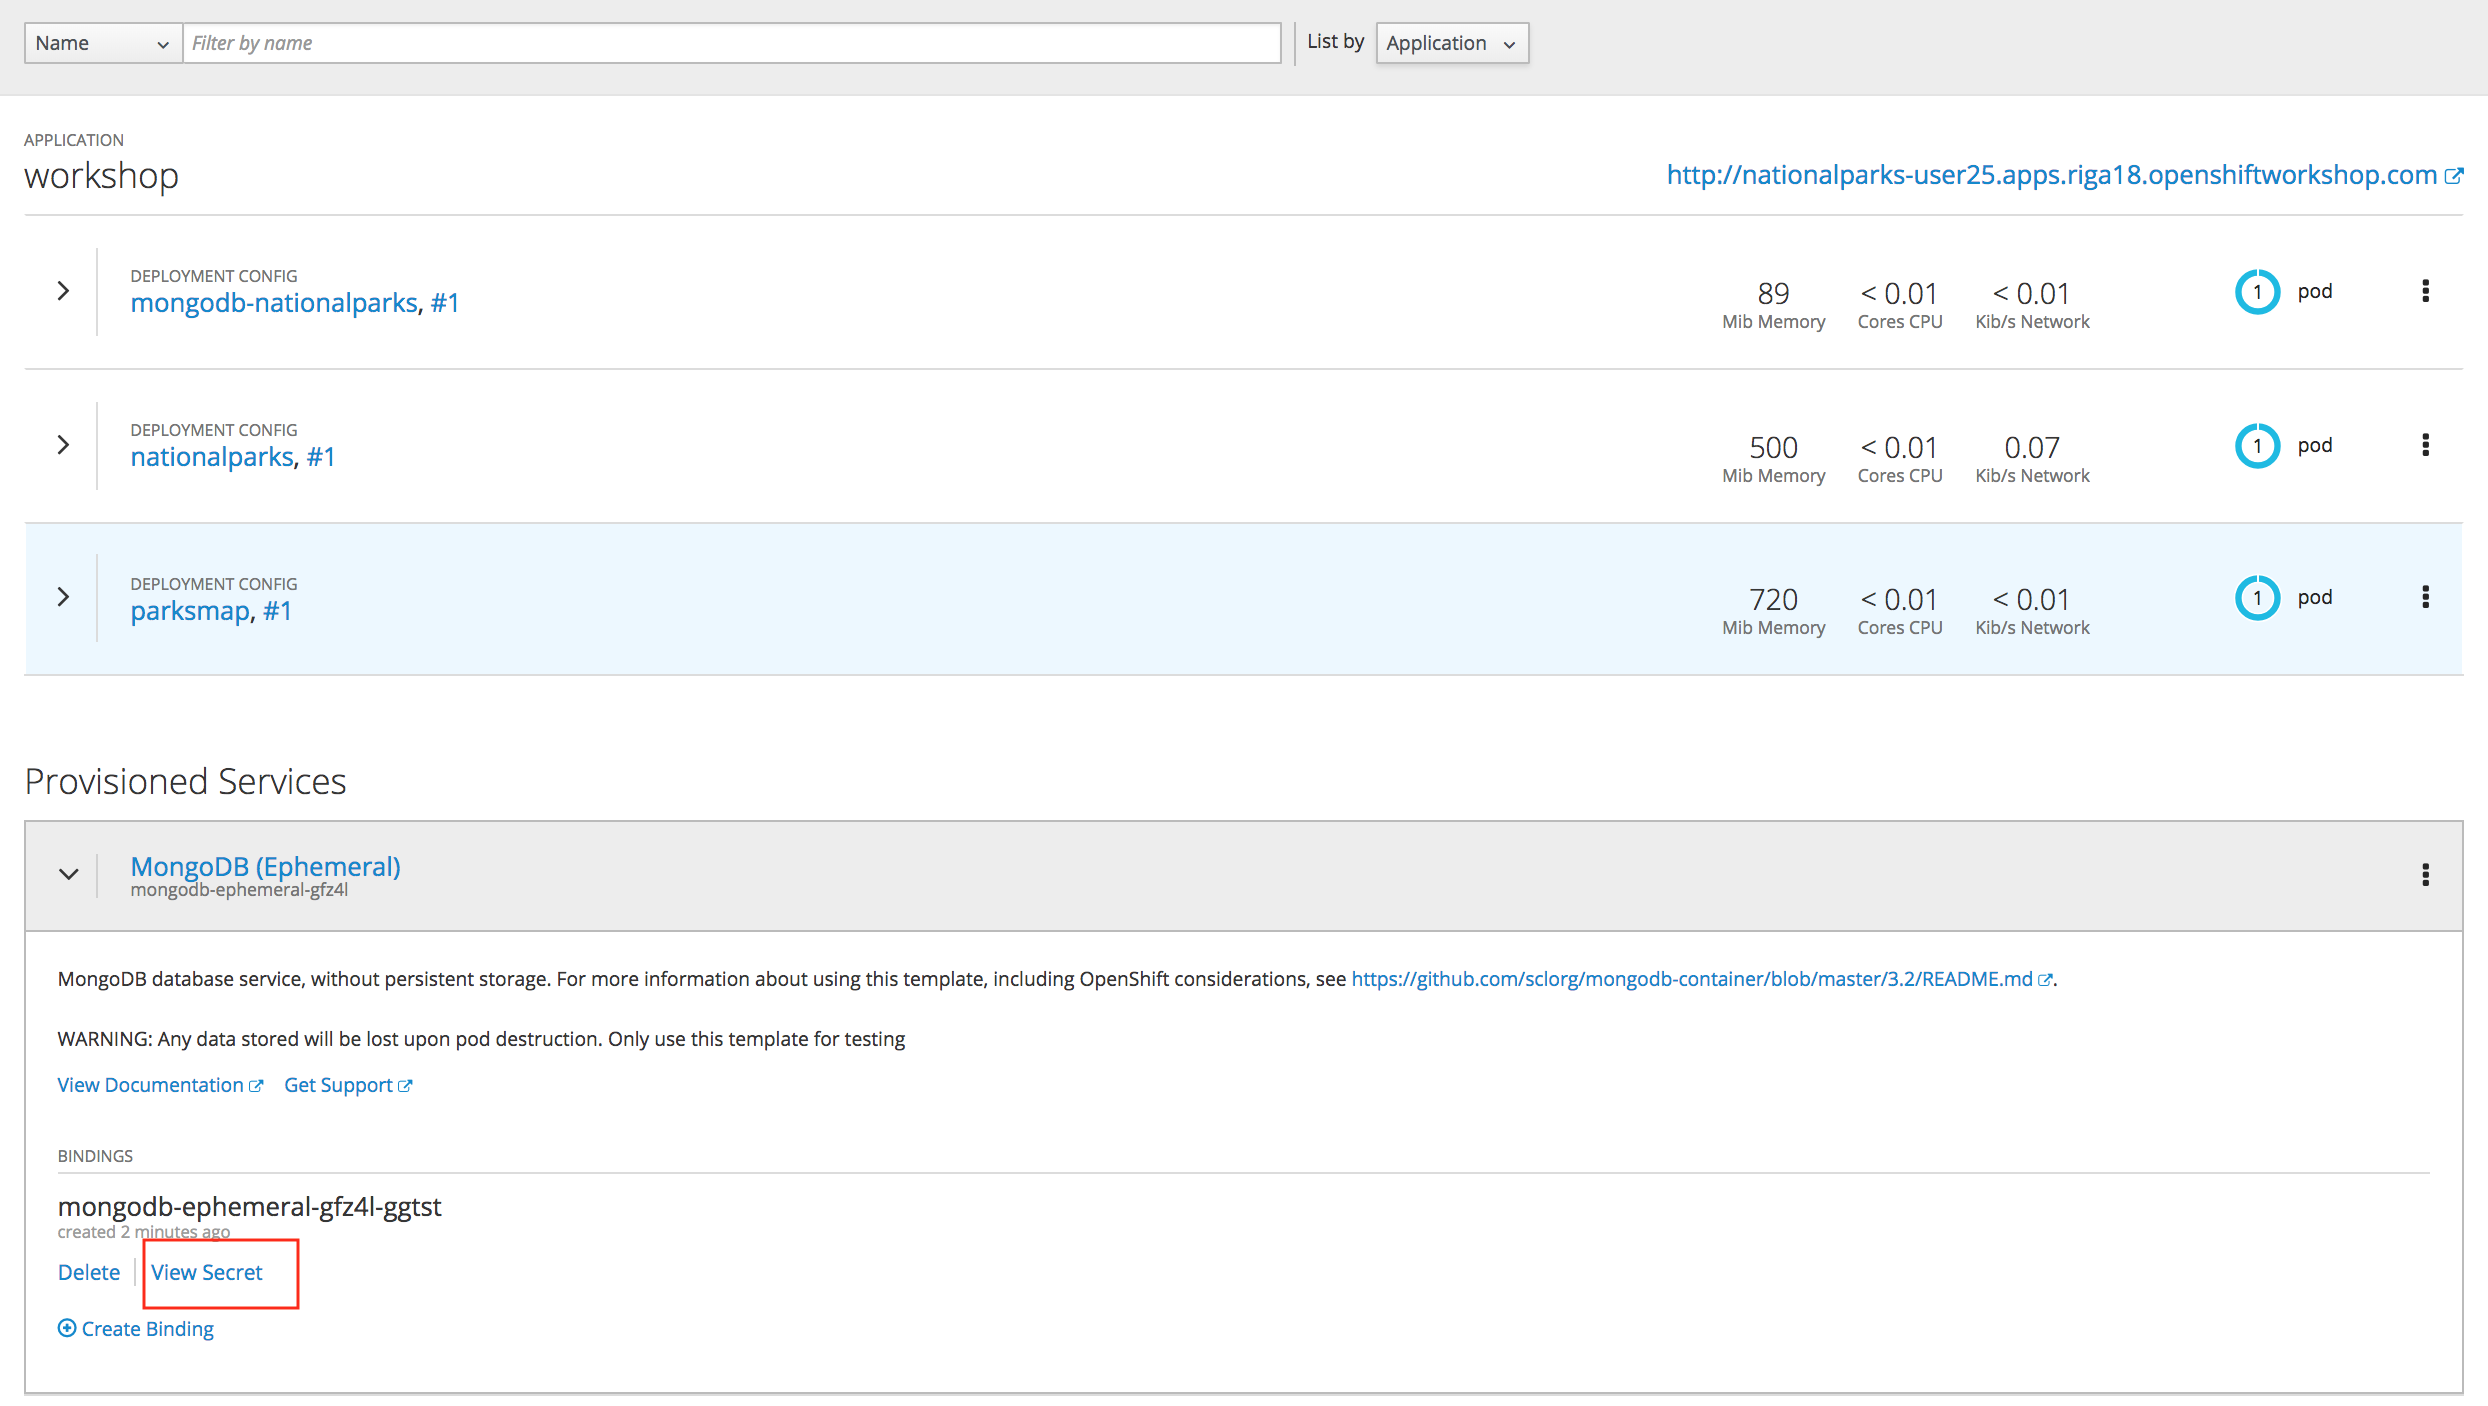 Name Filter by name List by Application
APPLICATION
workshop http://nationalparks-user25.apps.riga18.openshiftworkshop.com
DEPLOYMENT CONFIG
mongodb-nationalparks, #1
89 < 0.01 < 0.01 1 pod
Mib Memory Cores CPU Kib/s Network
DEPLOYMENT CONFIG
nationalparks, #1
500 < 0.01 0.07 1 pod
Mib Memory Cores CPU Kib/s Network
DEPLOYMENT CONFIG
parksmap, #1
720 < 0.01 < 0.01 1 pod
Mib Memory Cores CPU Kib/s Network
Provisioned Services
MongoDB (Ephemeral)
mongodb-ephemeral-gfz4l
MongoDB database service, without persistent storage. For more information about using this template, including OpenShift considerations, see https://github.com/sclorg/mongodb-container/blob/master/3.2/README.md.
WARNING: Any data stored will be lost upon pod destruction. Only use this template for testing
View Documentation Get Support
BINDINGS
mongodb-ephemeral-gfz4l-ggtst
created 2 minutes ago
Delete View Secret
Create Binding